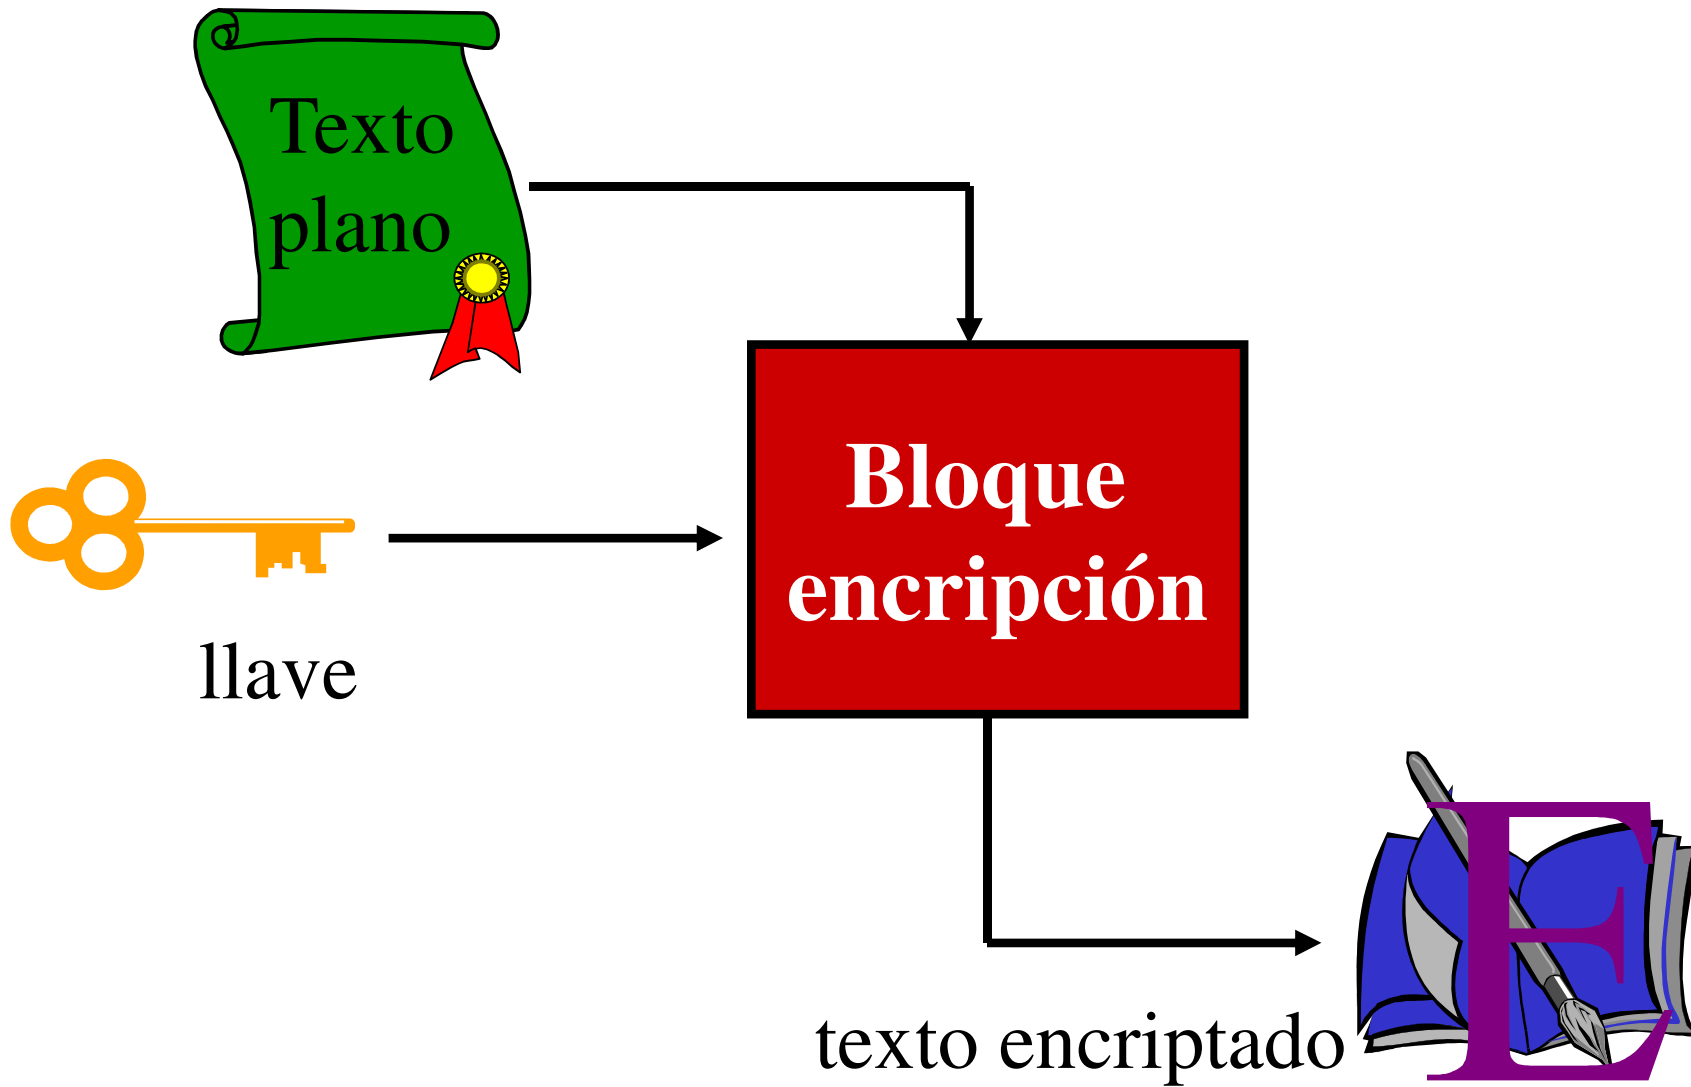 Texto
plano
Bloque
encripción
llave
texto encriptado
E